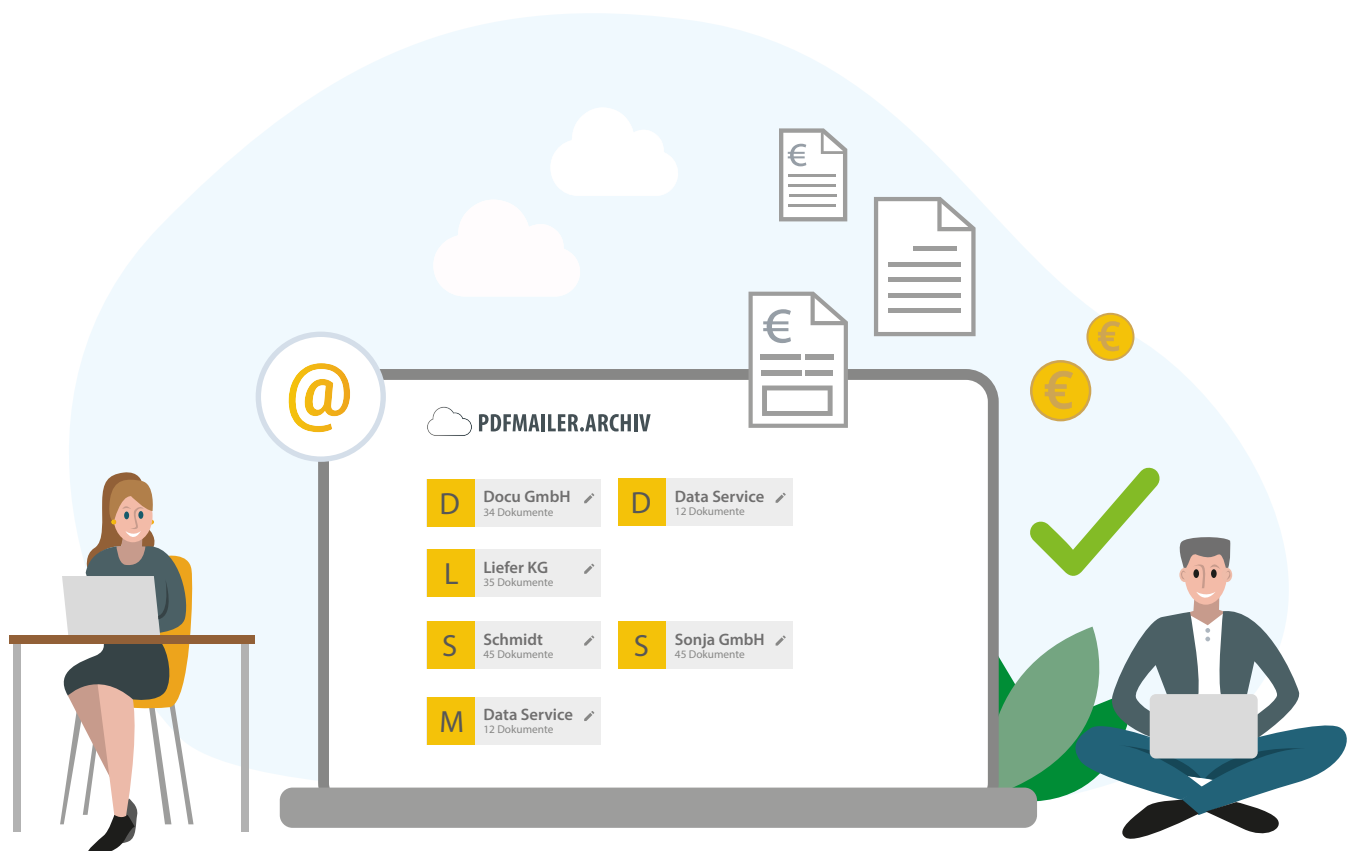 €
€
€
€
@
PDFMAILER.ARCHIV
D
Docu GmbH
34 Dokumente
D
Data Service
12 Dokumente
L
Liefer KG
35 Dokumente
S
Schmidt
45 Dokumente
S
Sonja GmbH
45 Dokumente
M
Data Service
12 Dokumente